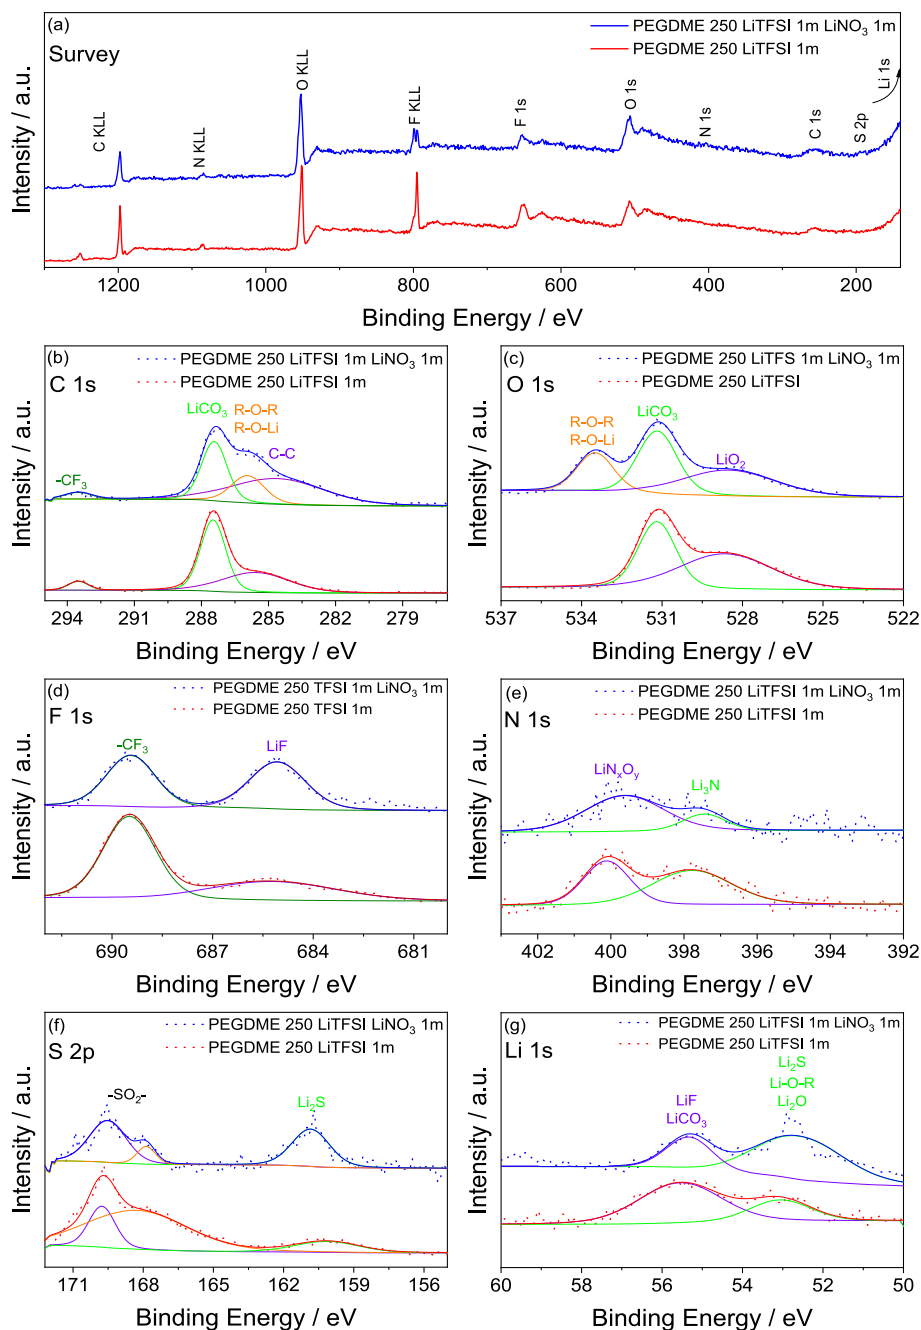 (a)
Survey
PEGDME 250 LiTFSI 1m LiNO₃ 1m
PEGDME 250 LiTFSI 1m
C KLL
N KLL
O KLL
F KLL
F 1s
O 1s
N 1s
C 1s
S 2p
Li 1s
Intensity / a.u.
1200 1000 800 600 400 200
Binding Energy / eV
(b)
C 1s
PEGDME 250 LiTFSI 1m LiNO₃ 1m
PEGDME 250 LiTFSI 1m
LiCO₃
R-O-R
R-O-Li
C-C
-CF₃
Intensity / a.u.
295 291 287 283 279
Binding Energy / eV
(c)
O 1s
PEGDME 250 LiTFSI 1m LiNO₃ 1m
PEGDME 250 LiTFSI
R-O-R
R-O-Li
LiCO₃
LiO₂
Intensity / a.u.
537 534 531 528 525 522
Binding Energy / eV
(d)
F 1s
PEGDME 250 TFSI 1m LiNO₃ 1m
PEGDME 250 TFSI 1m
-CF₃
LiF
Intensity / a.u.
690 687 684 681
Binding Energy / eV
(e)
N 1s
PEGDME 250 LiTFSI 1m LiNO₃ 1m
PEGDME 250 LiTFSI 1m
LiNₓOᵧ
Li₃N
Intensity / a.u.
402 400 398 396 394 392
Binding Energy / eV
(f)
S 2p
PEGDME 250 LiTFSI LiNO₃ 1m
PEGDME 250 LiTFSI 1m
-SO₂-
Li₂S
Intensity / a.u.
171 168 165 162 159 156
Binding Energy / eV
(g)
Li 1s
PEGDME 250 LiTFSI 1m LiNO₃ 1m
PEGDME 250 LiTFSI 1m
Li₂S
Li-O-R
Li₂O
LiF
LiCO₃
Intensity / a.u.
60 58 56 54 52 50
Binding Energy / eV